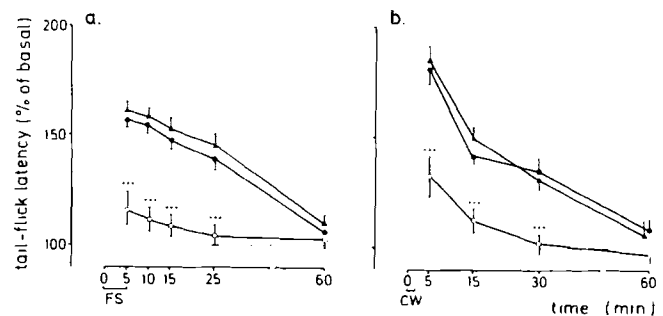 a.
b.
200
150
100
tail-flick latency (% of basal)
...
...
...
...
...
...
...
0 5 10 15 25 60
FS
0 5 15 30 60
CW
time (min)